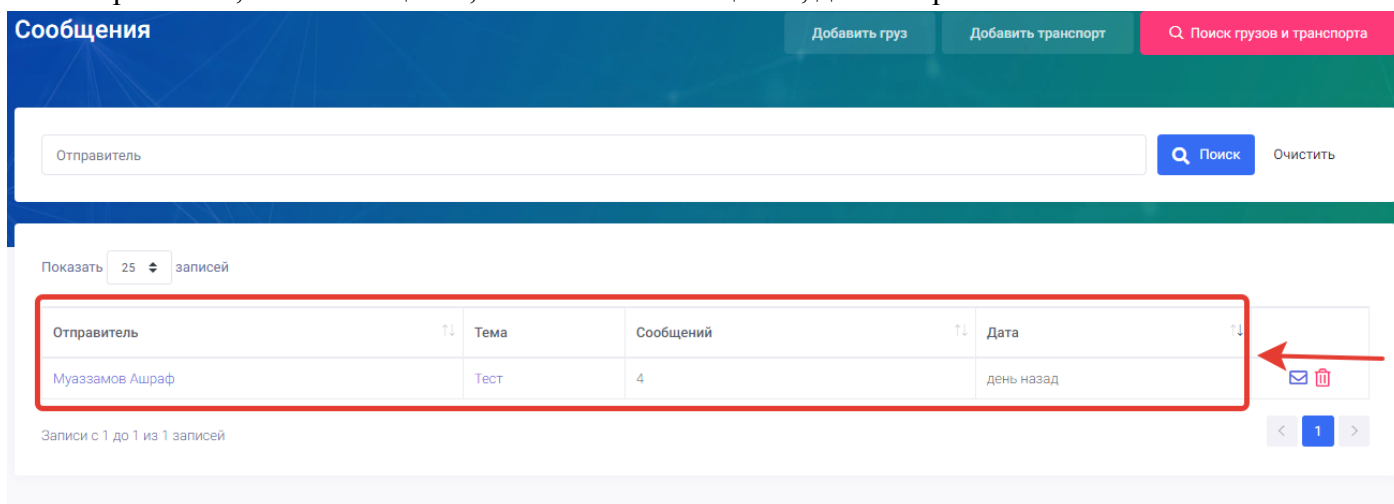 Сообщения
Добавить груз
Добавить транспорт
Поиск грузов и транспорта
Отправитель
Поиск
Очистить
Показать 25 записей
Отправитель Тема Сообщений Дата
Муаззамов Ашраф Тест 4 день назад
Записи с 1 до 1 из 1 записей
< 1 >